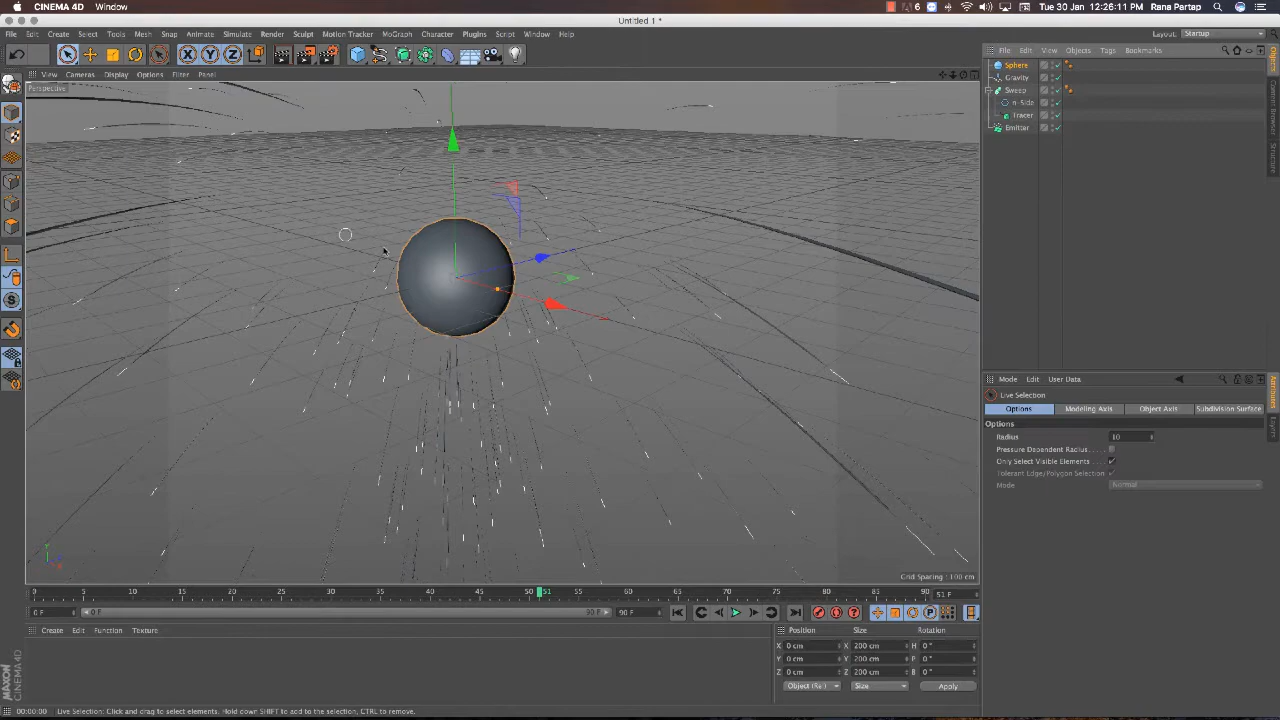 CINEMA 4D Window
6 Tue 30 Jan 12:26:11 Rana Pertap
Untitled 1 *
File Edit Create Select Tools Mesh Snap Animate Simulate Render Sculpt Motion Tracker MoGraph Character Plugins Script Window Help Layout: Startup
X Y Z
View Cameras Display Options Filter Panel
Perspective
File Edit View Objects Tags Bookmarks
Sphere
Gravity
Sweep
n-Side
Tracer
Emitter
Objects
Content Browser
Structure
Mode Edit User Data
Live Selection
Options Modeling Axis Object Axis Subdivision Surface
Options
Radius 10
Pressure Dependent Radius
Only Select Visible Elements
Tolerant Edge/Polygon Selection
Mode Normal
Attributes
Layers
Grid Spacing : 100 cm
0 5 10 15 20 25 30 35 40 45 51 55 60 65 70 75 80 85 90 51 F
0 F 0 F 90 F 90 F
Create Edit Function Texture
Position Size Rotation
X 0 cm X 200 cm H 0 °
Y 0 cm Y 200 cm P 0 °
Z 0 cm Z 200 cm B 0 °
Object (Rel) Size Apply
MAXON CINEMA 4D
00:00:00 Live Selection: Click and drag to select elements. Hold down SHIFT to add to the selection, CTRL to remove.